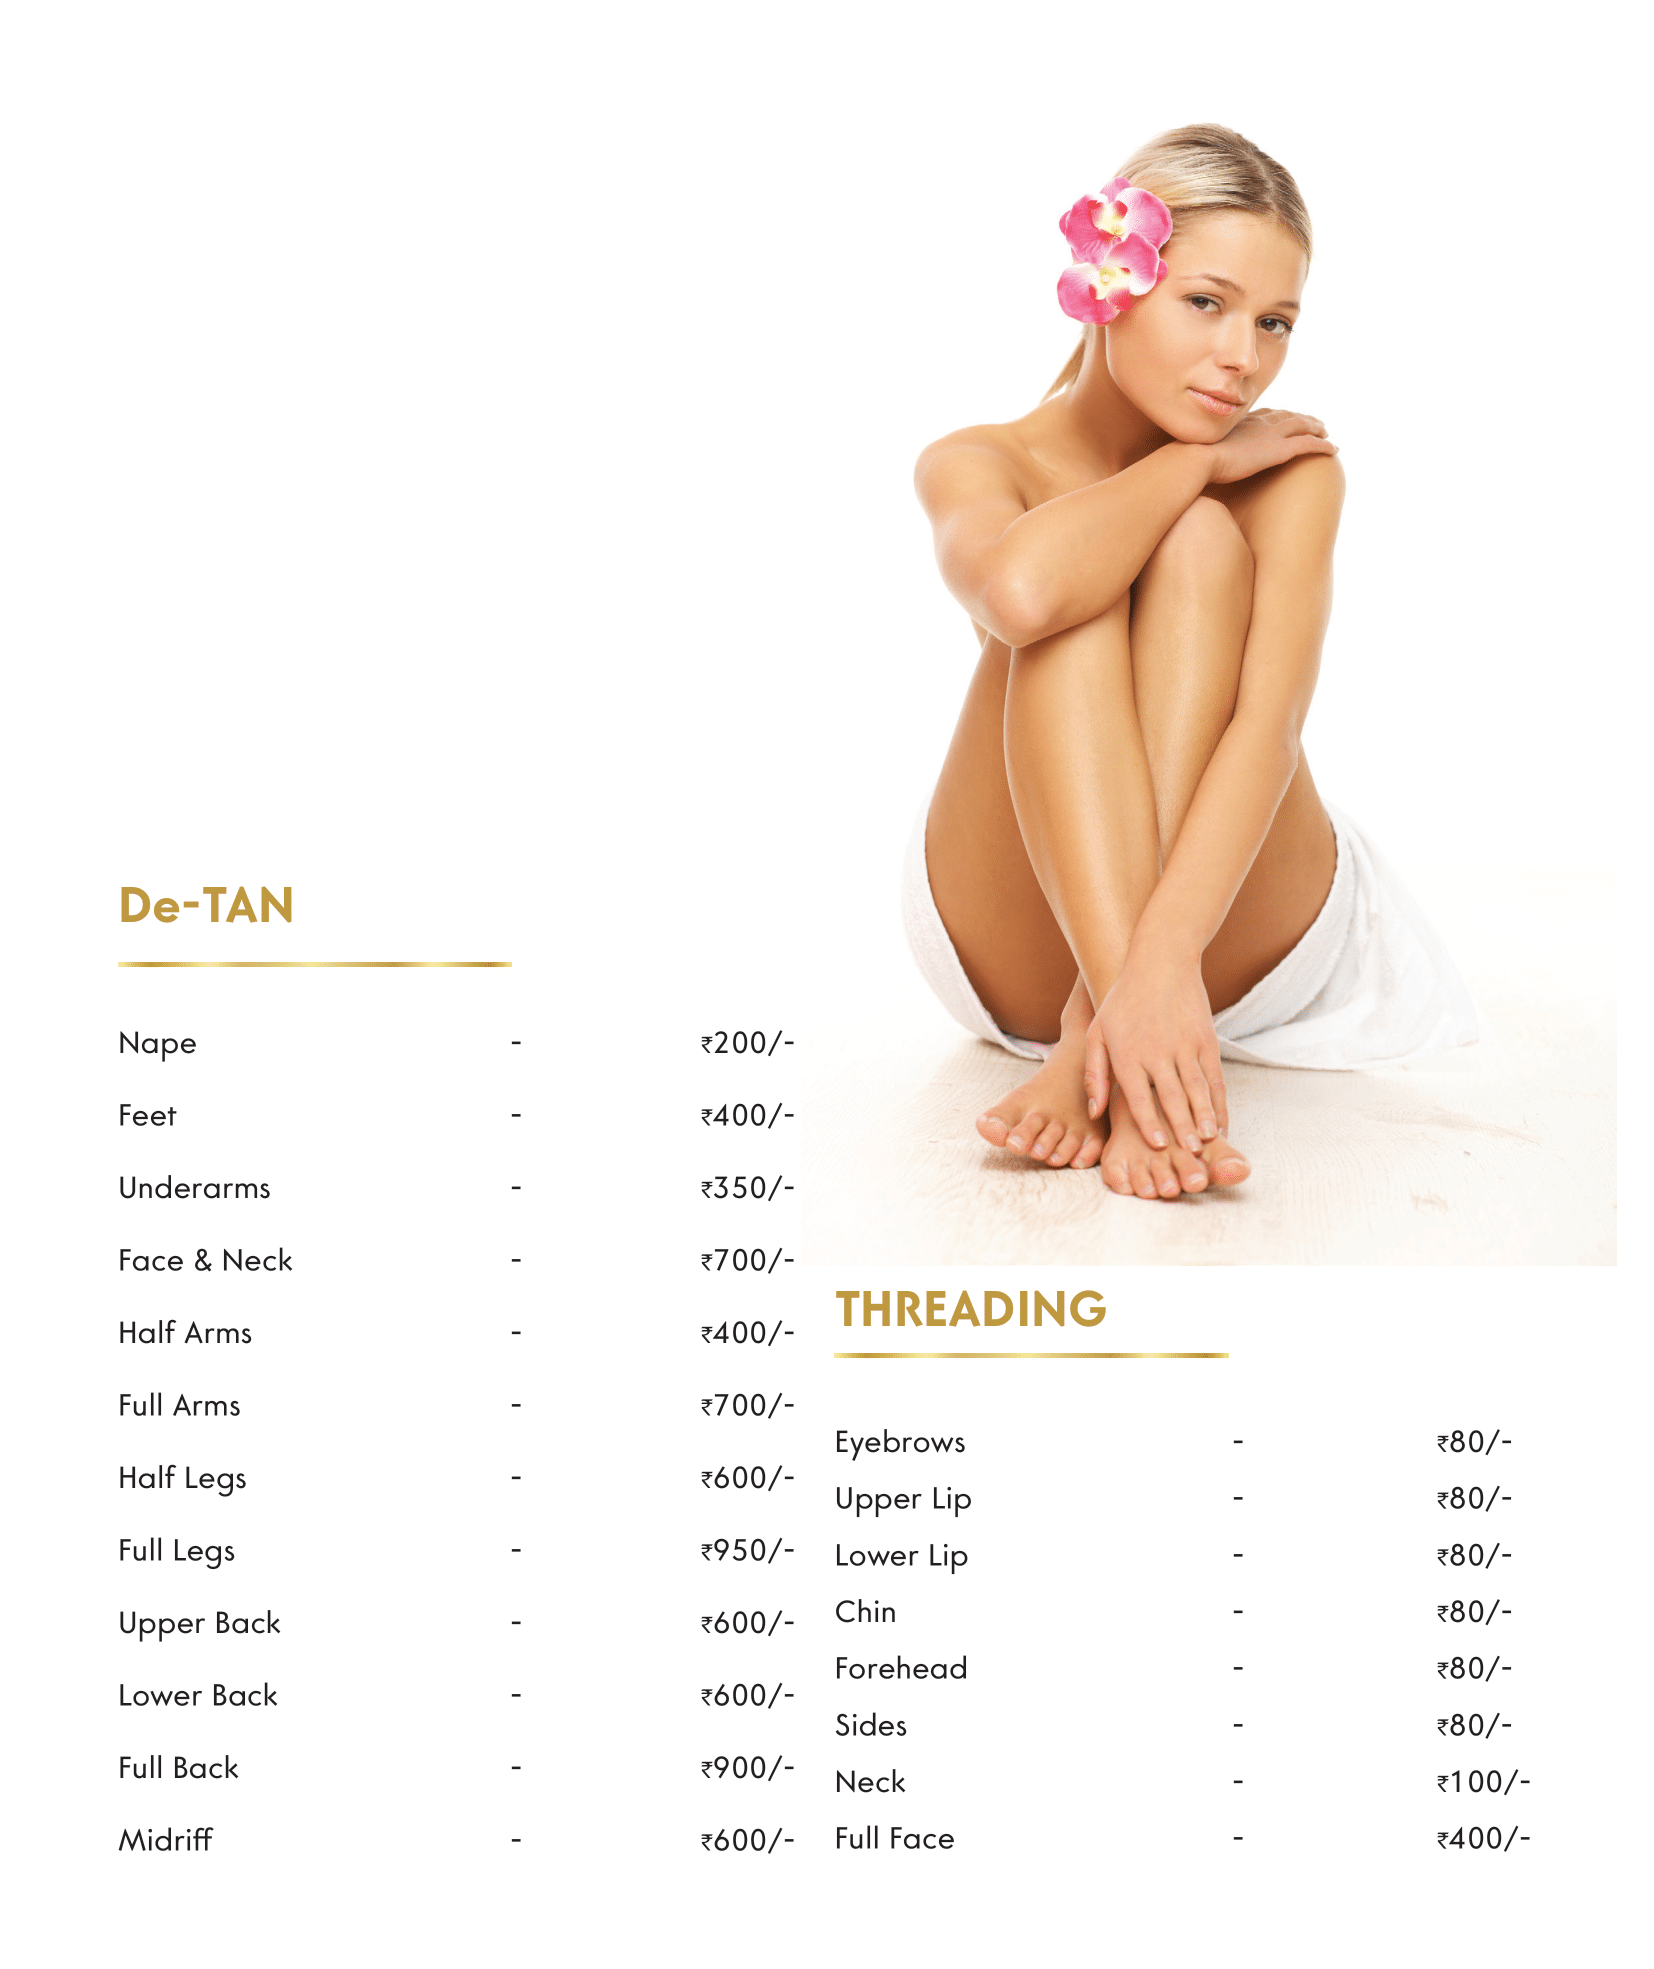 De-TAN
Nape - ₹200/-
Feet - ₹400/-
Underarms - ₹350/-
Face & Neck - ₹700/-
Half Arms - ₹400/-
Full Arms - ₹700/-
Half Legs - ₹600/-
Full Legs - ₹950/-
Upper Back - ₹600/-
Lower Back - ₹600/-
Full Back - ₹900/-
Midriff - ₹600/-
THREADING
Eyebrows - ₹80/-
Upper Lip - ₹80/-
Lower Lip - ₹80/-
Chin - ₹80/-
Forehead - ₹80/-
Sides - ₹80/-
Neck - ₹100/-
Full Face - ₹400/-